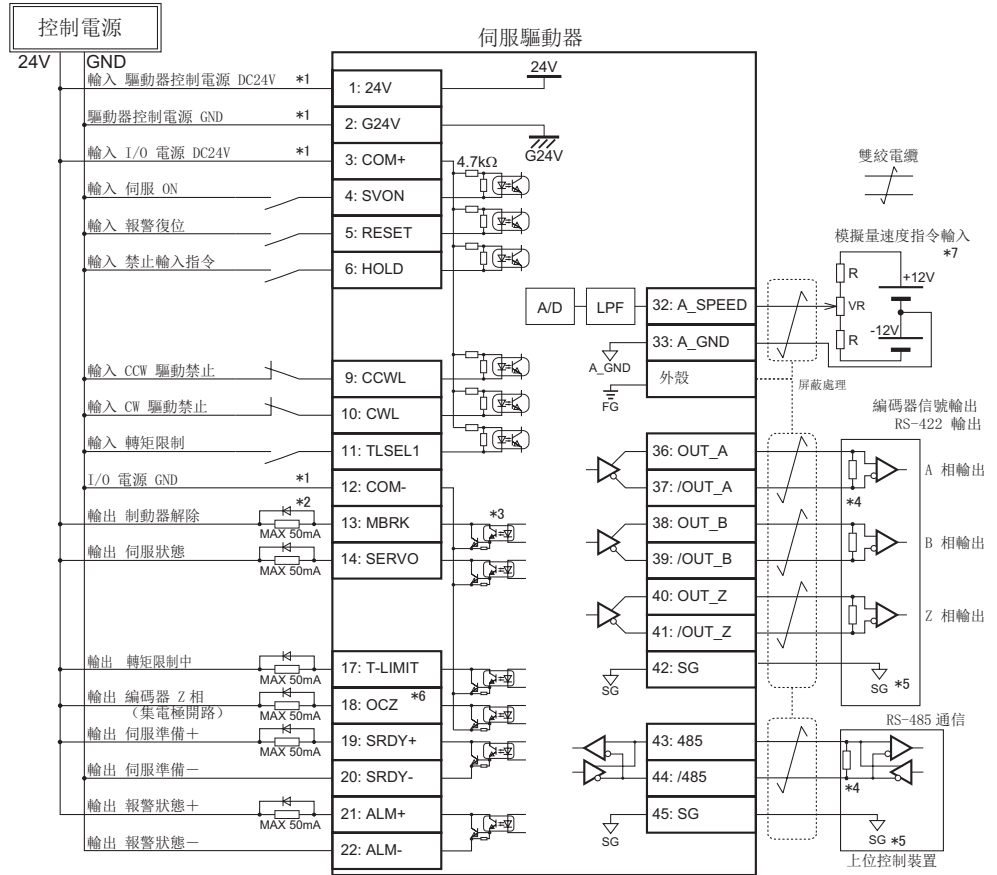 控制電源
24V
GND
伺服驅動器
輸入 驅動器控制電源 DC24V *1
1: 24V
24V
驅動器控制電源 GND *1
2: G24V
G24V
輸入 I/O 電源 DC24V *1
3: COM+
4.7kΩ
輸入 伺服 ON
4: SVON
輸入 報警復位
5: RESET
輸入 禁止輸入指令
6: HOLD
輸入 CCW 驅動禁止
9: CCWL
輸入 CW 驅動禁止
10: CWL
輸入 轉矩限制
11: TLSEL1
I/O 電源 GND *1
12: COM-
輸出 制動器解除
*2
MAX 50mA
13: MBRK
*3
輸出 伺服狀態
MAX 50mA
14: SERVO
輸出 轉矩限制中
MAX 50mA
17: T-LIMIT
輸出 編碼器 Z 相
（集電極開路）
MAX 50mA
18: OCZ *6
輸出 伺服準備＋
MAX 50mA
19: SRDY+
輸出 伺服準備－
20: SRDY-
輸出 報警狀態＋
MAX 50mA
21: ALM+
輸出 報警狀態－
22: ALM-
雙絞電纜
模擬量速度指令輸入
*7
R
+12V
VR
-12V
R
A/D
LPF
32: A_SPEED
33: A_GND
A_GND
外殼
FG
屏蔽處理
編碼器信號輸出
RS-422 輸出
36: OUT_A
37: /OUT_A
*4
A 相輸出
38: OUT_B
39: /OUT_B
B 相輸出
40: OUT_Z
41: /OUT_Z
Z 相輸出
42: SG
SG
SG *5
RS-485 通信
43: 485
44: /485
*4
45: SG
SG
SG *5
上位控制裝置